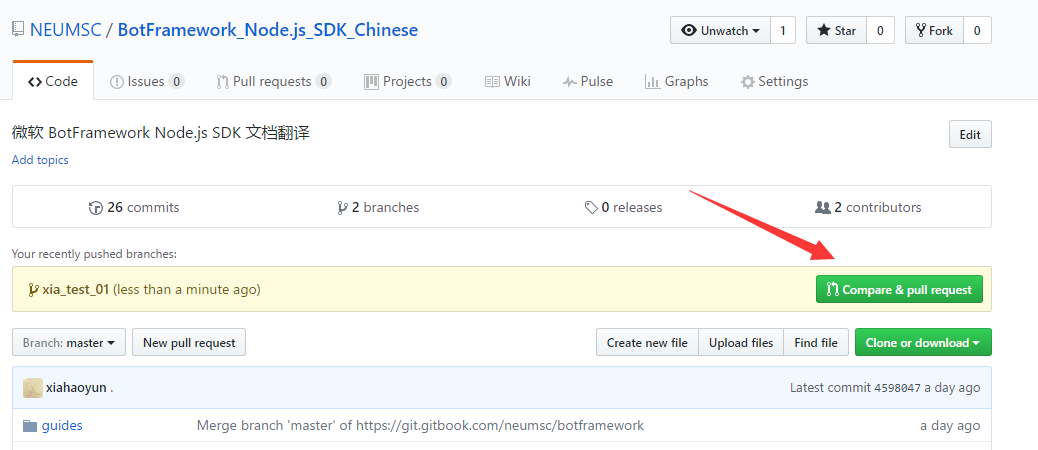 NEUMSC / BotFramework_Node.js_SDK_Chinese Unwatch 1 Star 0 Fork 0
Code Issues 0 Pull requests 0 Projects 0 Wiki Pulse Graphs Settings
微软 BotFramework Node.js SDK 文档翻译 Edit
Add topics
26 commits 2 branches 0 releases 2 contributors
Your recently pushed branches:
xia_test_01 (less than a minute ago) Compare & pull request
Branch: master New pull request Create new file Upload files Find file Clone or download
xiahaoyun . Latest commit 4598047 a day ago
guides Merge branch 'master' of https://git.gitbook.com/neumsc/botframework a day ago